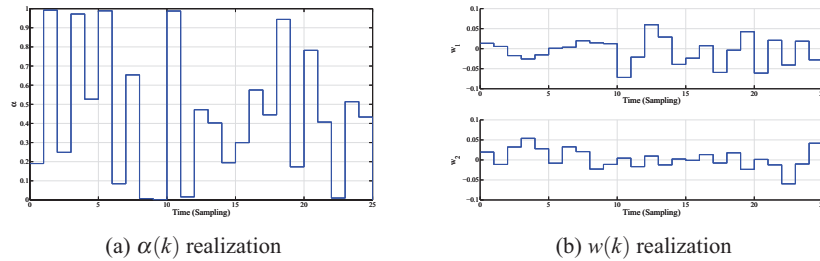 1
0.9
0.8
0.7
0.6
0.5
0.4
0.3
0.2
0.1
0
α
0 5 10 15 20 25
Time (Sampling)
(a) α(k) realization
0.1
0.05
0
−0.05
−0.1
w1
0 5 10 15 20 25
Time (Sampling)
0.1
0.05
0
−0.05
−0.1
w2
0 5 10 15 20 25
Time (Sampling)
(b) w(k) realization